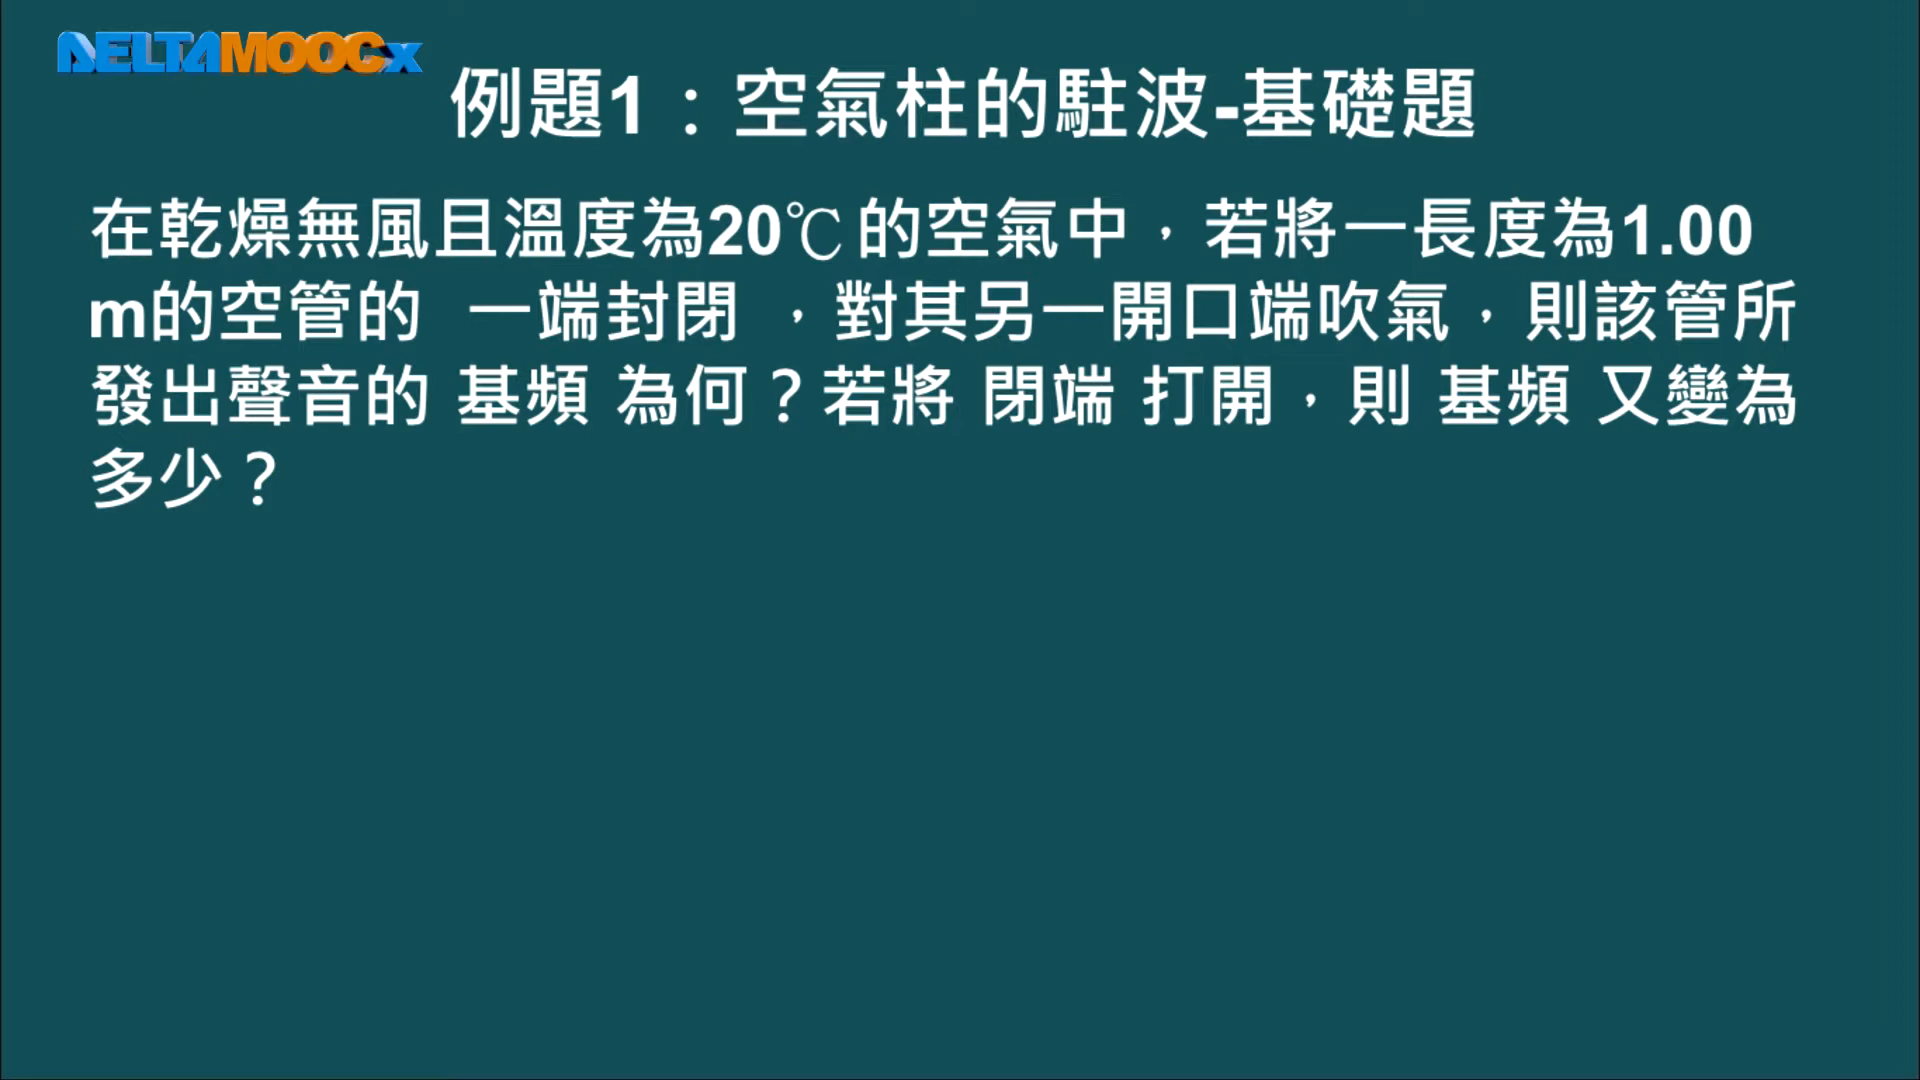 DELTAMOOCx
例題1：空氣柱的駐波-基礎題
在乾燥無風且溫度為20℃的空氣中，若將一長度為1.00
m的空管的 一端封閉 ，對其另一開口端吹氣，則該管所
發出聲音的 基頻 為何？若將 閉端 打開，則 基頻 又變為
多少？